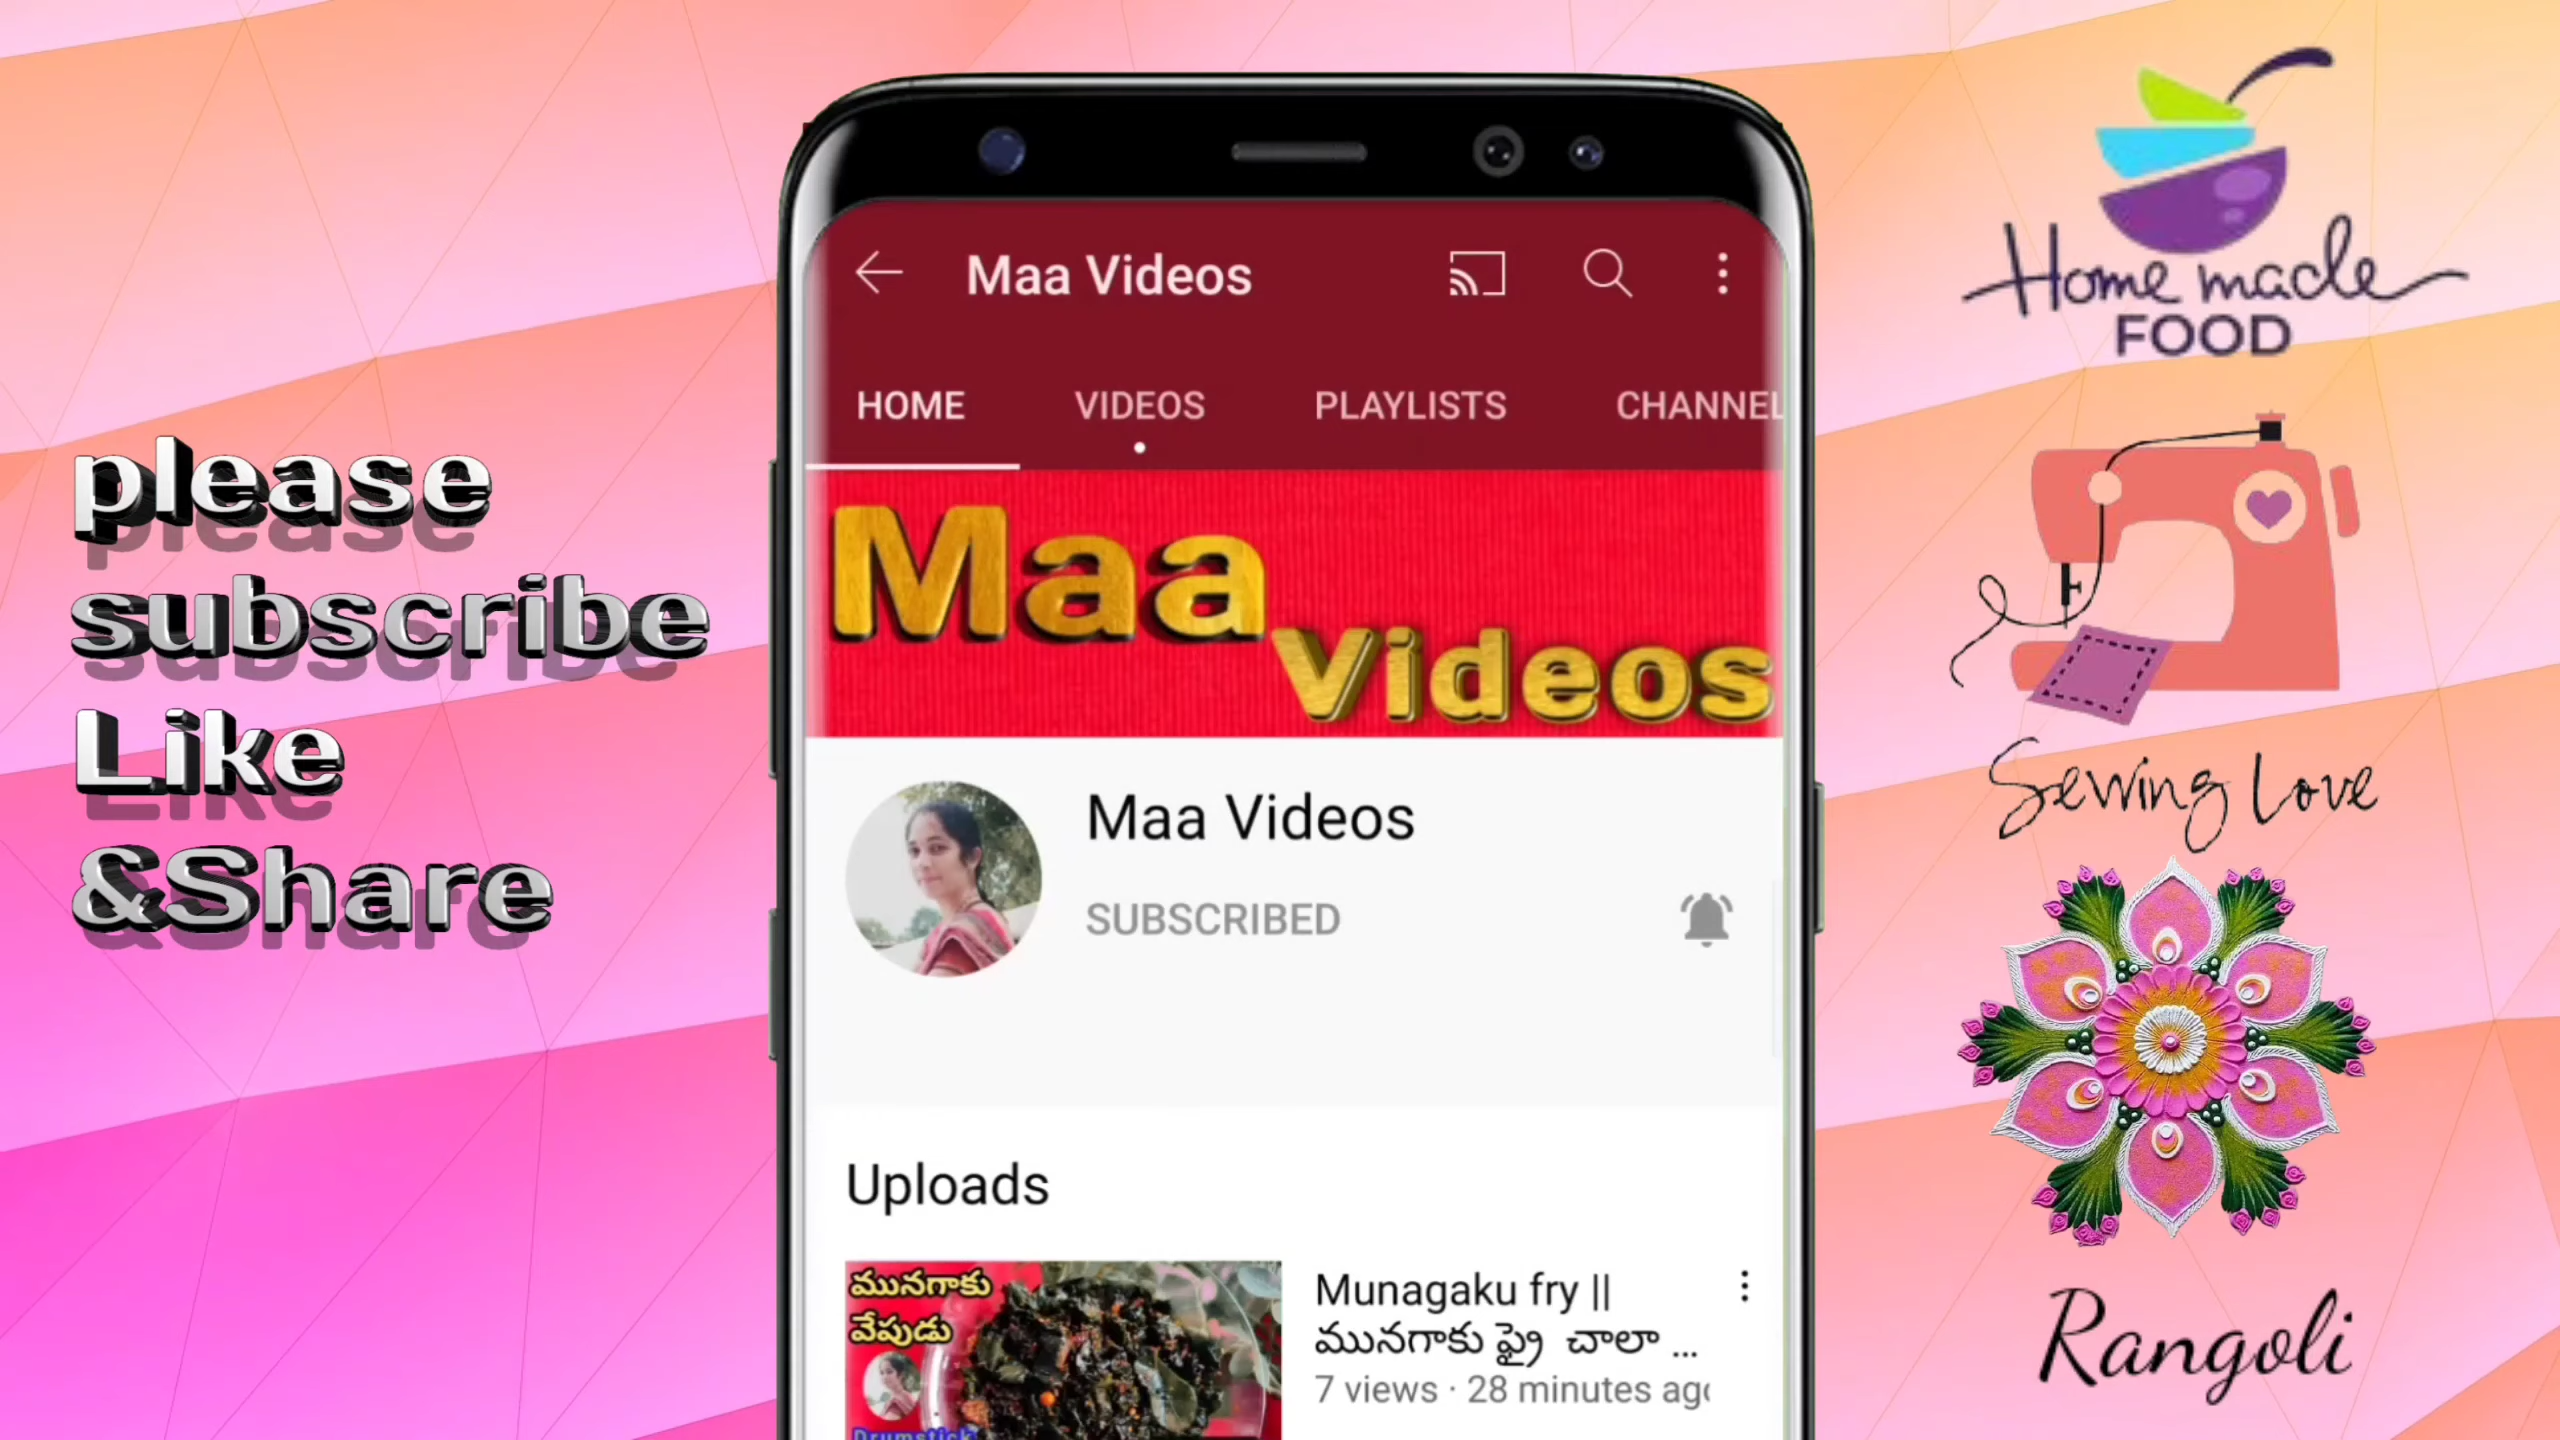 please
subscribe
Like
&Share
Maa Videos
HOME VIDEOS PLAYLISTS CHANNEL
Maa
Videos
Maa Videos
SUBSCRIBED
Uploads
మునగాకు
వేపుడు
Drumstick
Munagaku fry ||
మునగాకు ఫ్రై చాలా ...
7 views · 28 minutes ago
Home made
FOOD
Sewing Love
Rangoli